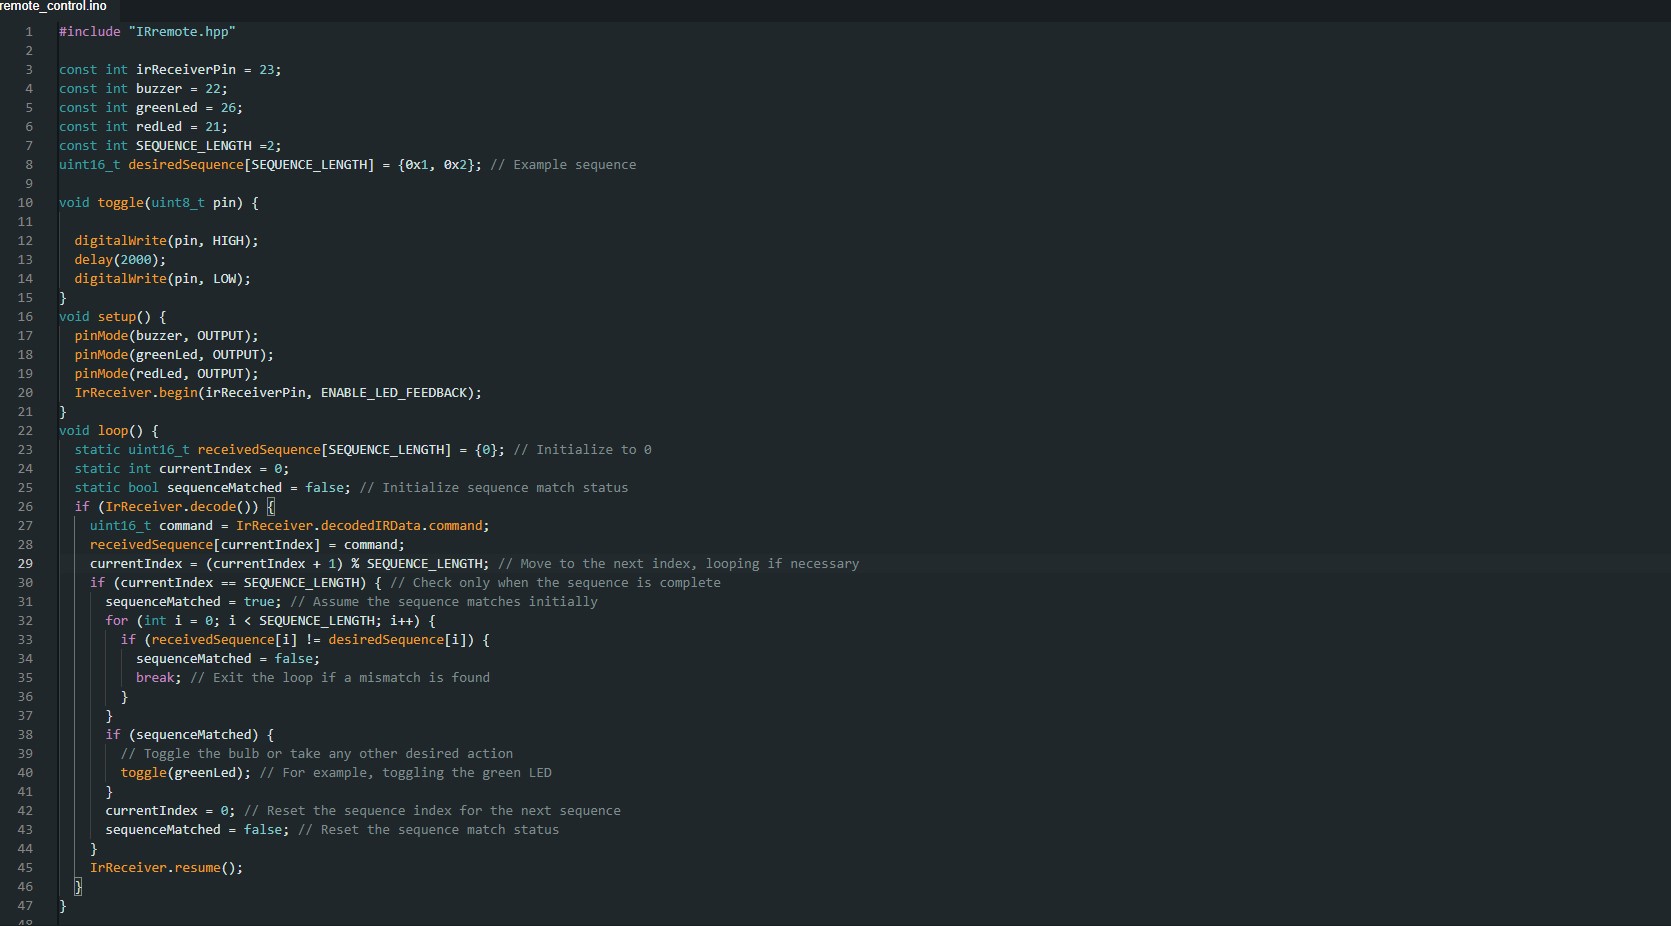 remote_control.ino
1 #include "IRremote.hpp"
2
3 const int irReceiverPin = 23;
4 const int buzzer = 22;
5 const int greenLed = 26;
6 const int redLed = 21;
7 const int SEQUENCE_LENGTH =2;
8 uint16_t desiredSequence[SEQUENCE_LENGTH] = {0x1, 0x2}; // Example sequence
9
10 void toggle(uint8_t pin) {
11
12 digitalWrite(pin, HIGH);
13 delay(2000);
14 digitalWrite(pin, LOW);
15 }
16 void setup() {
17 pinMode(buzzer, OUTPUT);
18 pinMode(greenLed, OUTPUT);
19 pinMode(redLed, OUTPUT);
20 IrReceiver.begin(irReceiverPin, ENABLE_LED_FEEDBACK);
21 }
22 void loop() {
23 static uint16_t receivedSequence[SEQUENCE_LENGTH] = {0}; // Initialize to 0
24 static int currentIndex = 0;
25 static bool sequenceMatched = false; // Initialize sequence match status
26 if (IrReceiver.decode()) {
27 uint16_t command = IrReceiver.decodedIRData.command;
28 receivedSequence[currentIndex] = command;
29 currentIndex = (currentIndex + 1) % SEQUENCE_LENGTH; // Move to the next index, looping if necessary
30 if (currentIndex == SEQUENCE_LENGTH) { // Check only when the sequence is complete
31 sequenceMatched = true; // Assume the sequence matches initially
32 for (int i = 0; i < SEQUENCE_LENGTH; i++) {
33 if (receivedSequence[i] != desiredSequence[i]) {
34 sequenceMatched = false;
35 break; // Exit the loop if a mismatch is found
36 }
37 }
38 if (sequenceMatched) {
39 // Toggle the bulb or take any other desired action
40 toggle(greenLed); // For example, toggling the green LED
41 }
42 currentIndex = 0; // Reset the sequence index for the next sequence
43 sequenceMatched = false; // Reset the sequence match status
44 }
45 IrReceiver.resume();
46 }
47 }
48